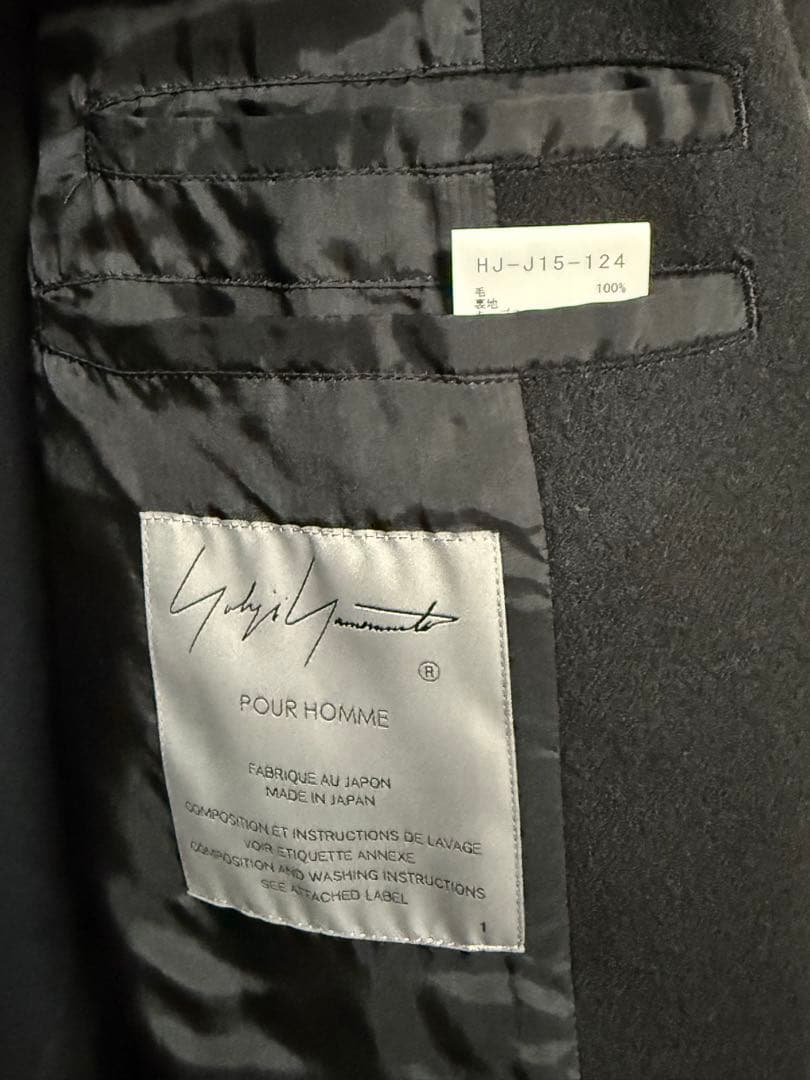 HJ-J15-124
毛 100%
裏地
Yohji Yamamoto
®
POUR HOMME
FABRIQUE AU JAPON
MADE IN JAPAN
COMPOSITION ET INSTRUCTIONS DE LAVAGE
VOIR ETIQUETTE ANNEXE
COMPOSITION AND WASHING INSTRUCTIONS
SEE ATTACHED LABEL
1